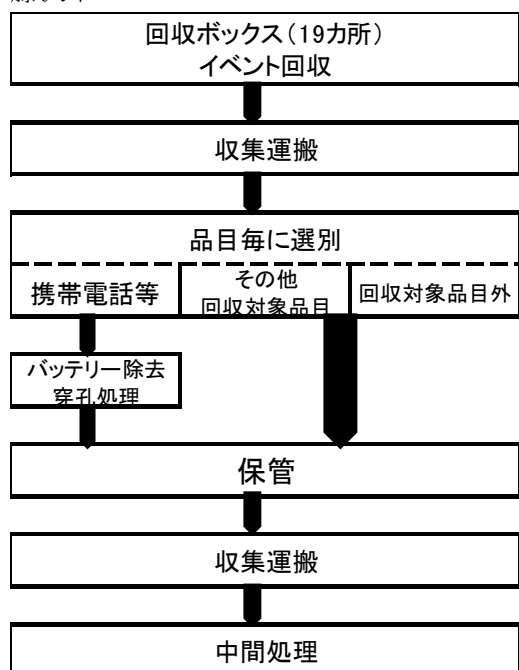 回収ボックス（19カ所）
イベント回収
収集運搬
品目毎に選別
携帯電話等
その他
回収対象品目
回収対象品目外
バッテリー除去
穿孔処理
保管
収集運搬
中間処理